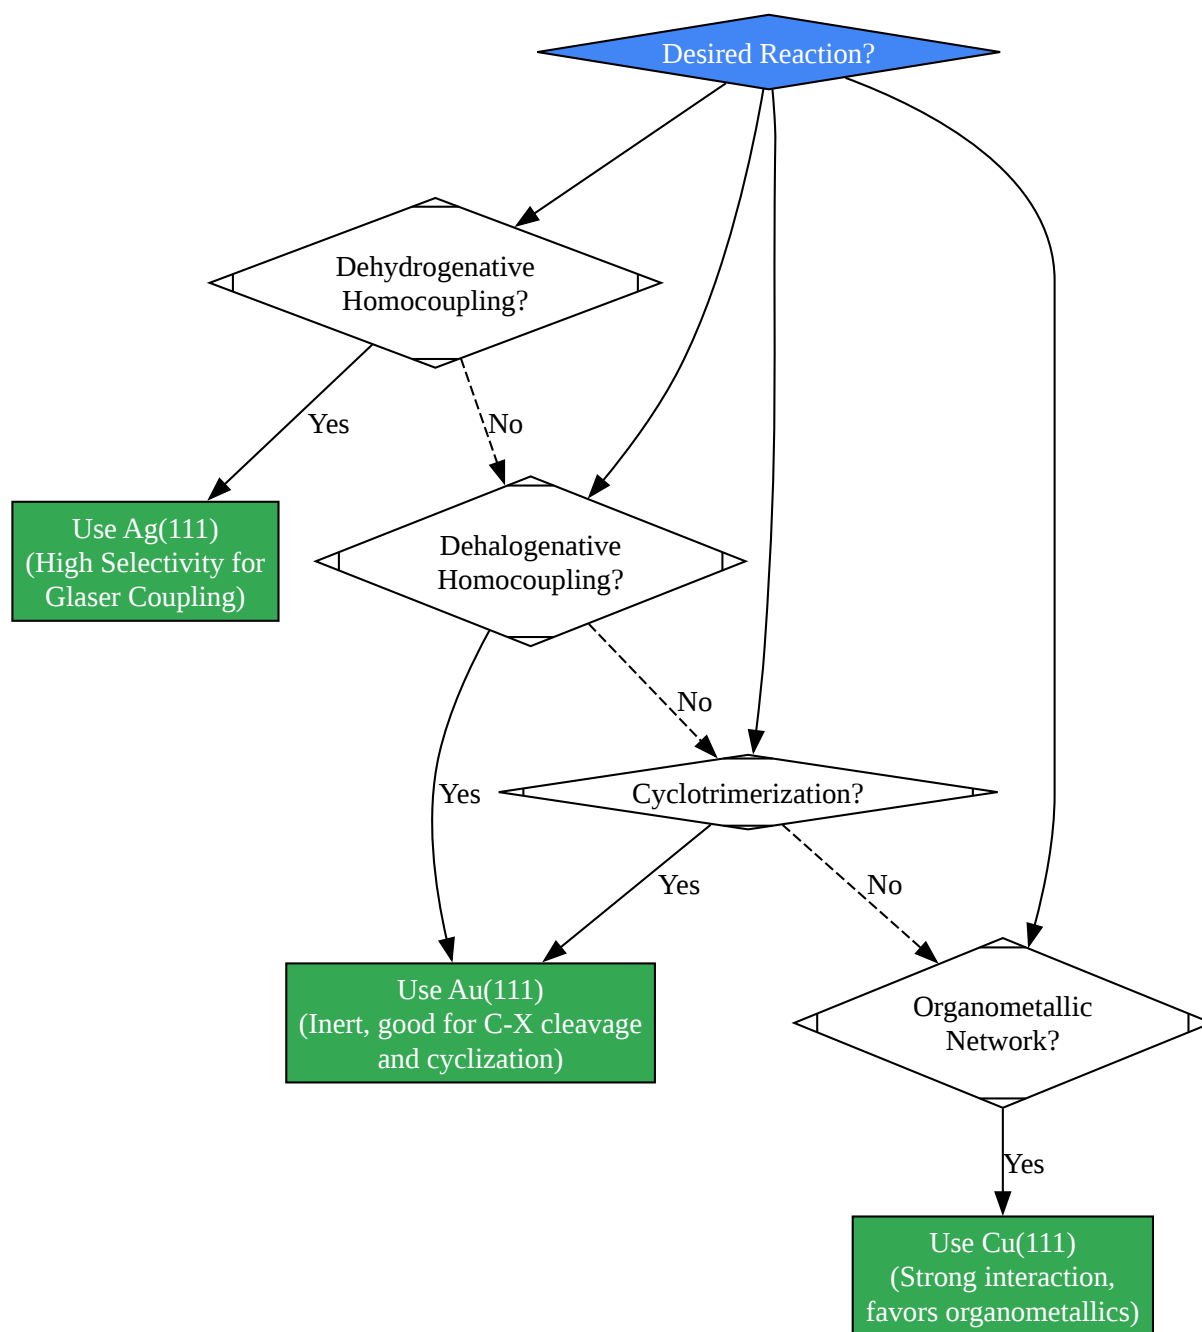 Desired Reaction?
Dehydrogenative
Homocoupling?
Yes
No
Use Ag(111)
(High Selectivity for
Glaser Coupling)
Dehalogenative
Homocoupling?
No
Yes
Cyclotrimerization?
Yes
No
Use Au(111)
(Inert, good for C-X cleavage
and cyclization)
Organometallic
Network?
Yes
Use Cu(111)
(Strong interaction,
favors organometallics)